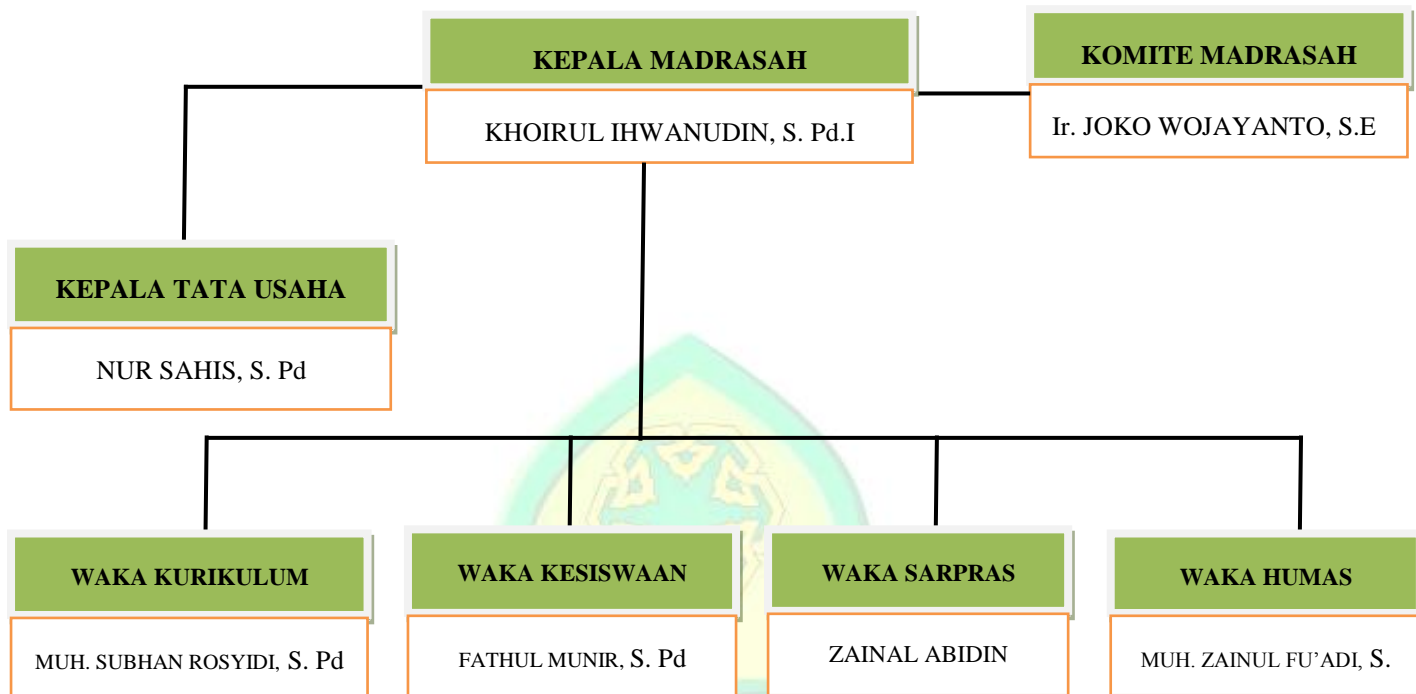 KEPALA MADRASAH
KHOIRUL IHWANUDIN, S. Pd.I
KOMITE MADRASAH
Ir. JOKO WOJAYANTO, S.E
KEPALA TATA USAHA
NUR SAHIS, S. Pd
WAKA KURIKULUM
MUH. SUBHAN ROSYIDI, S. Pd
WAKA KESISWAAN
FATHUL MUNIR, S. Pd
WAKA SARPRAS
ZAINAL ABIDIN
WAKA HUMAS
MUH. ZAINUL FU’ADI, S.